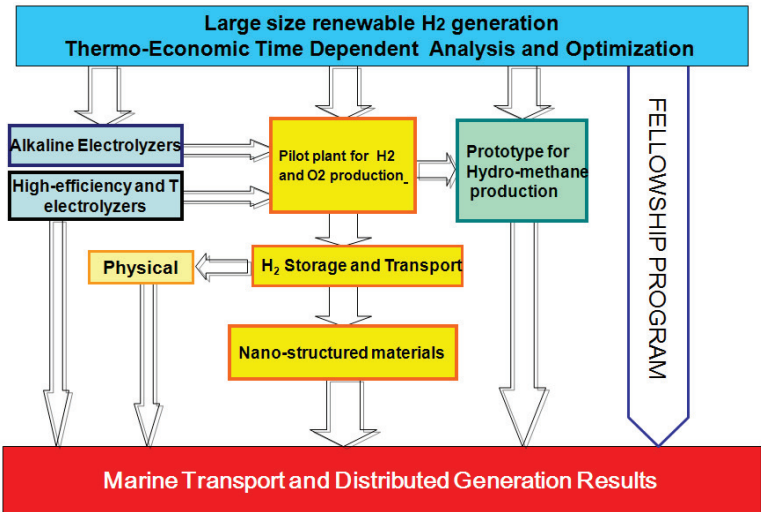 Large size renewable H2 generation
Thermo-Economic Time Dependent Analysis and Optimization
Alkaline Electrolyzers
High-efficiency and T
electrolyzers
Pilot plant for H2
and O2 production_
Prototype for
Hydro-methane
production
FELLOWSHIP PROGRAM
Physical
H₂ Storage and Transport
Nano-structured materials
Marine Transport and Distributed Generation Results